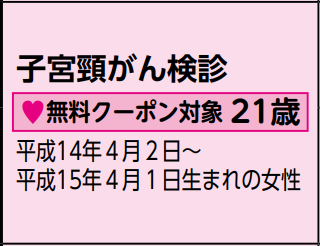 子宮頸がん検診
♥無料クーポン対象 21歳
平成14年4月2日～
平成15年4月1日生まれの女性